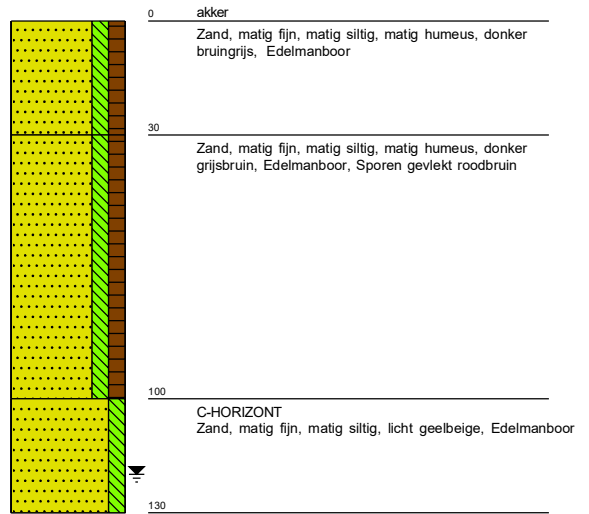 0
akker
Zand, matig fijn, matig siltig, matig humeus, donker
bruingrijs, Edelmanboor
30
Zand, matig fijn, matig siltig, matig humeus, donker
grijsbruin, Edelmanboor, Sporen gevlekt roodbruin
100
C-HORIZONT
Zand, matig fijn, matig siltig, licht geelbeige, Edelmanboor
130